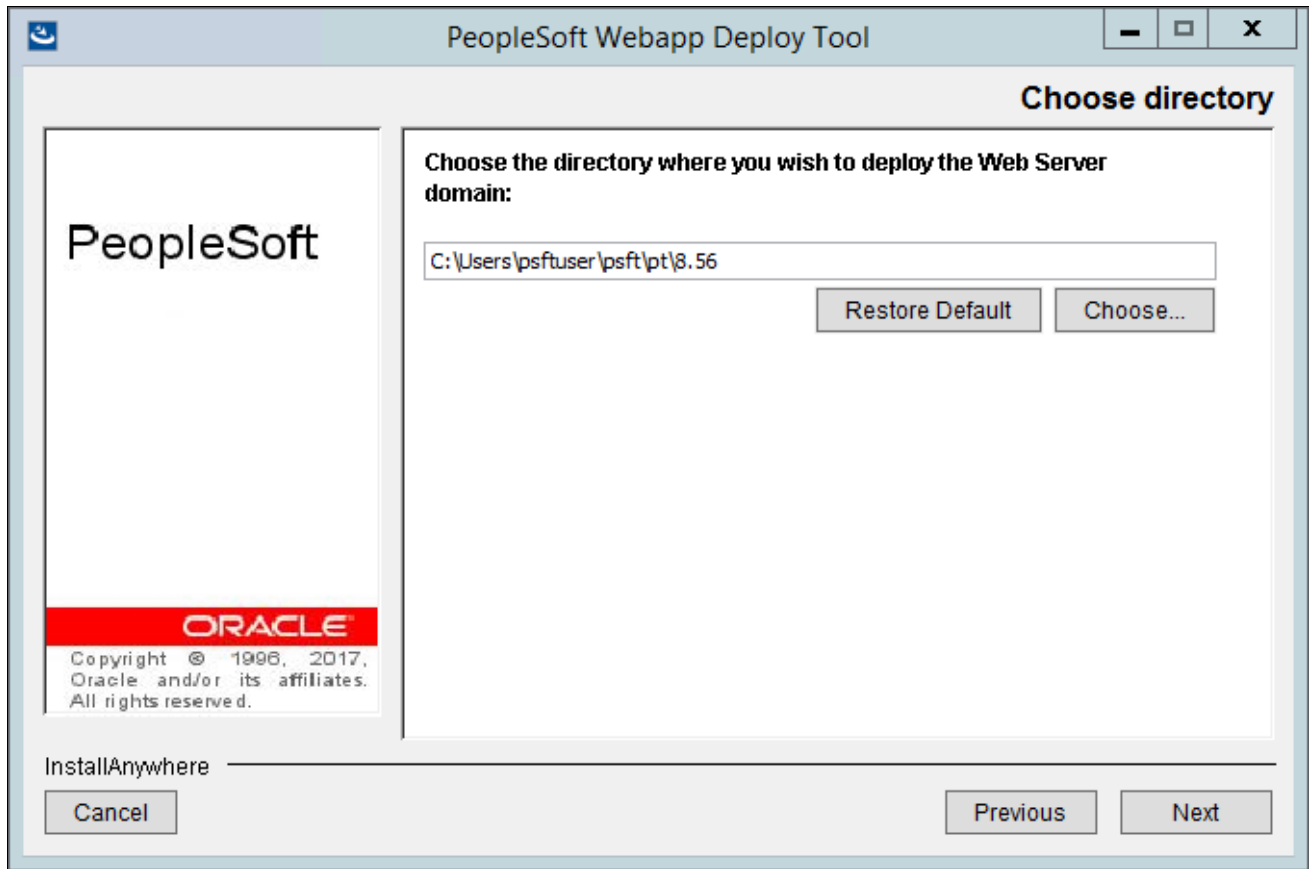 PeopleSoft Webapp Deploy Tool
Choose directory
PeopleSoft
Choose the directory where you wish to deploy the Web Server
domain:
C:\Users\psftuser\psft\pt\8.56
Restore Default
Choose...
ORACLE
Copyright © 1996, 2017,
Oracle and/or its affiliates.
All rights reserved.
InstallAnywhere
Cancel
Previous
Next